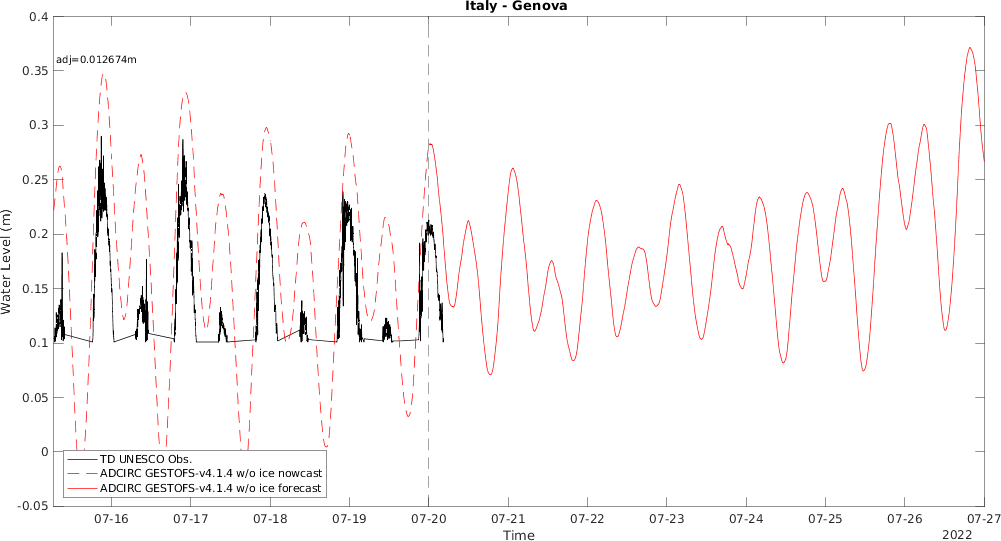 Italy - Genova
adj=0.012674m
0.4
0.35
0.3
0.25
0.2
0.15
0.1
0.05
0
-0.05
Water Level (m)
TD UNESCO Obs.
ADCIRC GESTOFS-v4.1.4 w/o ice nowcast
ADCIRC GESTOFS-v4.1.4 w/o ice forecast
07-16 07-17 07-18 07-19 07-20 07-21 07-22 07-23 07-24 07-25 07-26 07-27
Time
2022